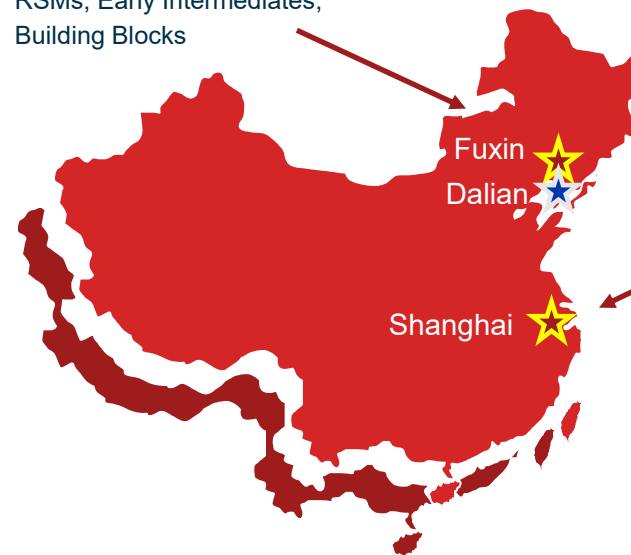 RSMs, Early Intermediates,
Building Blocks
Fuxin
Dalian
Shanghai